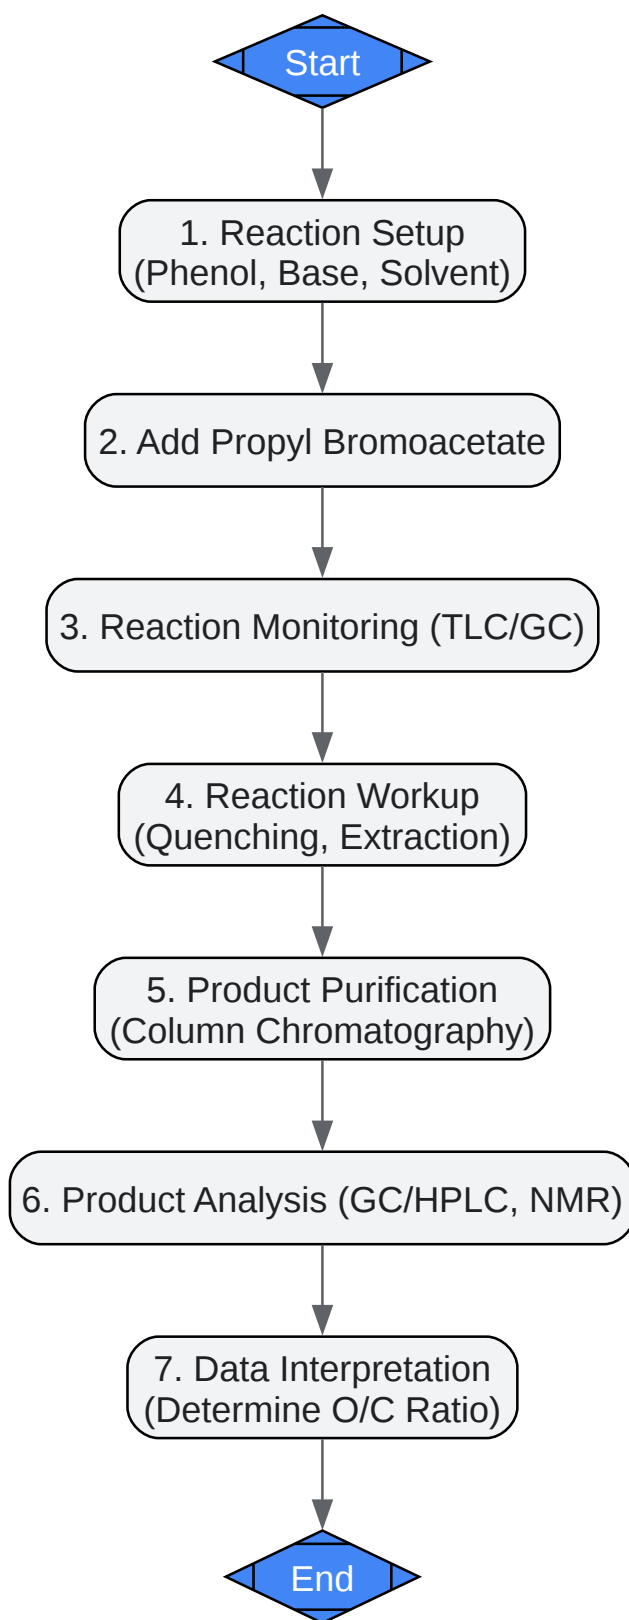 Start
1. Reaction Setup
(Phenol, Base, Solvent)
2. Add Propyl Bromoacetate
3. Reaction Monitoring (TLC/GC)
4. Reaction Workup
(Quenching, Extraction)
5. Product Purification
(Column Chromatography)
6. Product Analysis (GC/HPLC, NMR)
7. Data Interpretation
(Determine O/C Ratio)
End